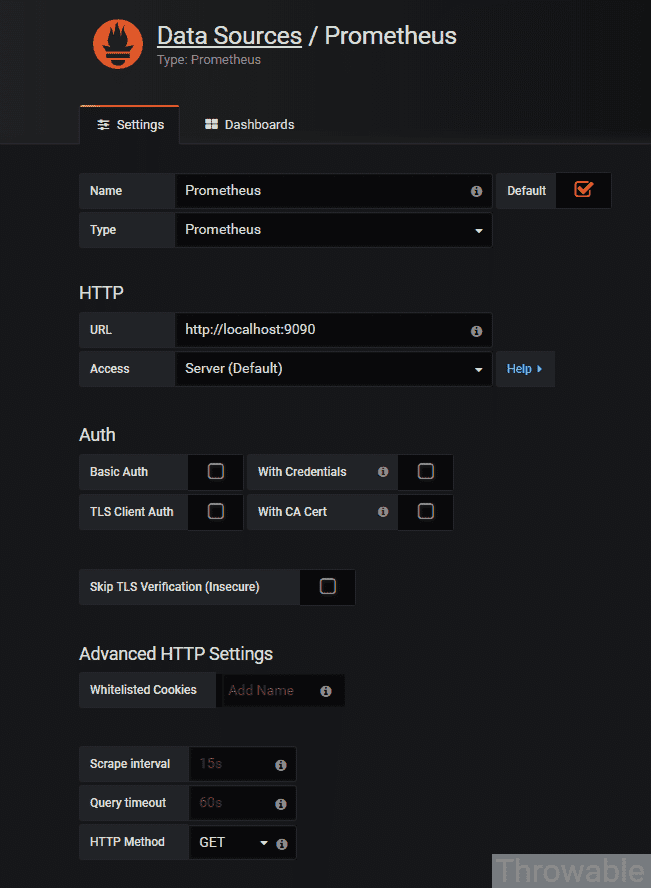 Data Sources / Prometheus
Type: Prometheus
Settings
Dashboards
Name Prometheus Default
Type Prometheus
HTTP
URL http://localhost:9090
Access Server (Default) Help
Auth
Basic Auth With Credentials
TLS Client Auth With CA Cert
Skip TLS Verification (Insecure)
Advanced HTTP Settings
Whitelisted Cookies Add Name
Scrape interval 15s
Query timeout 60s
HTTP Method GET
Throwable